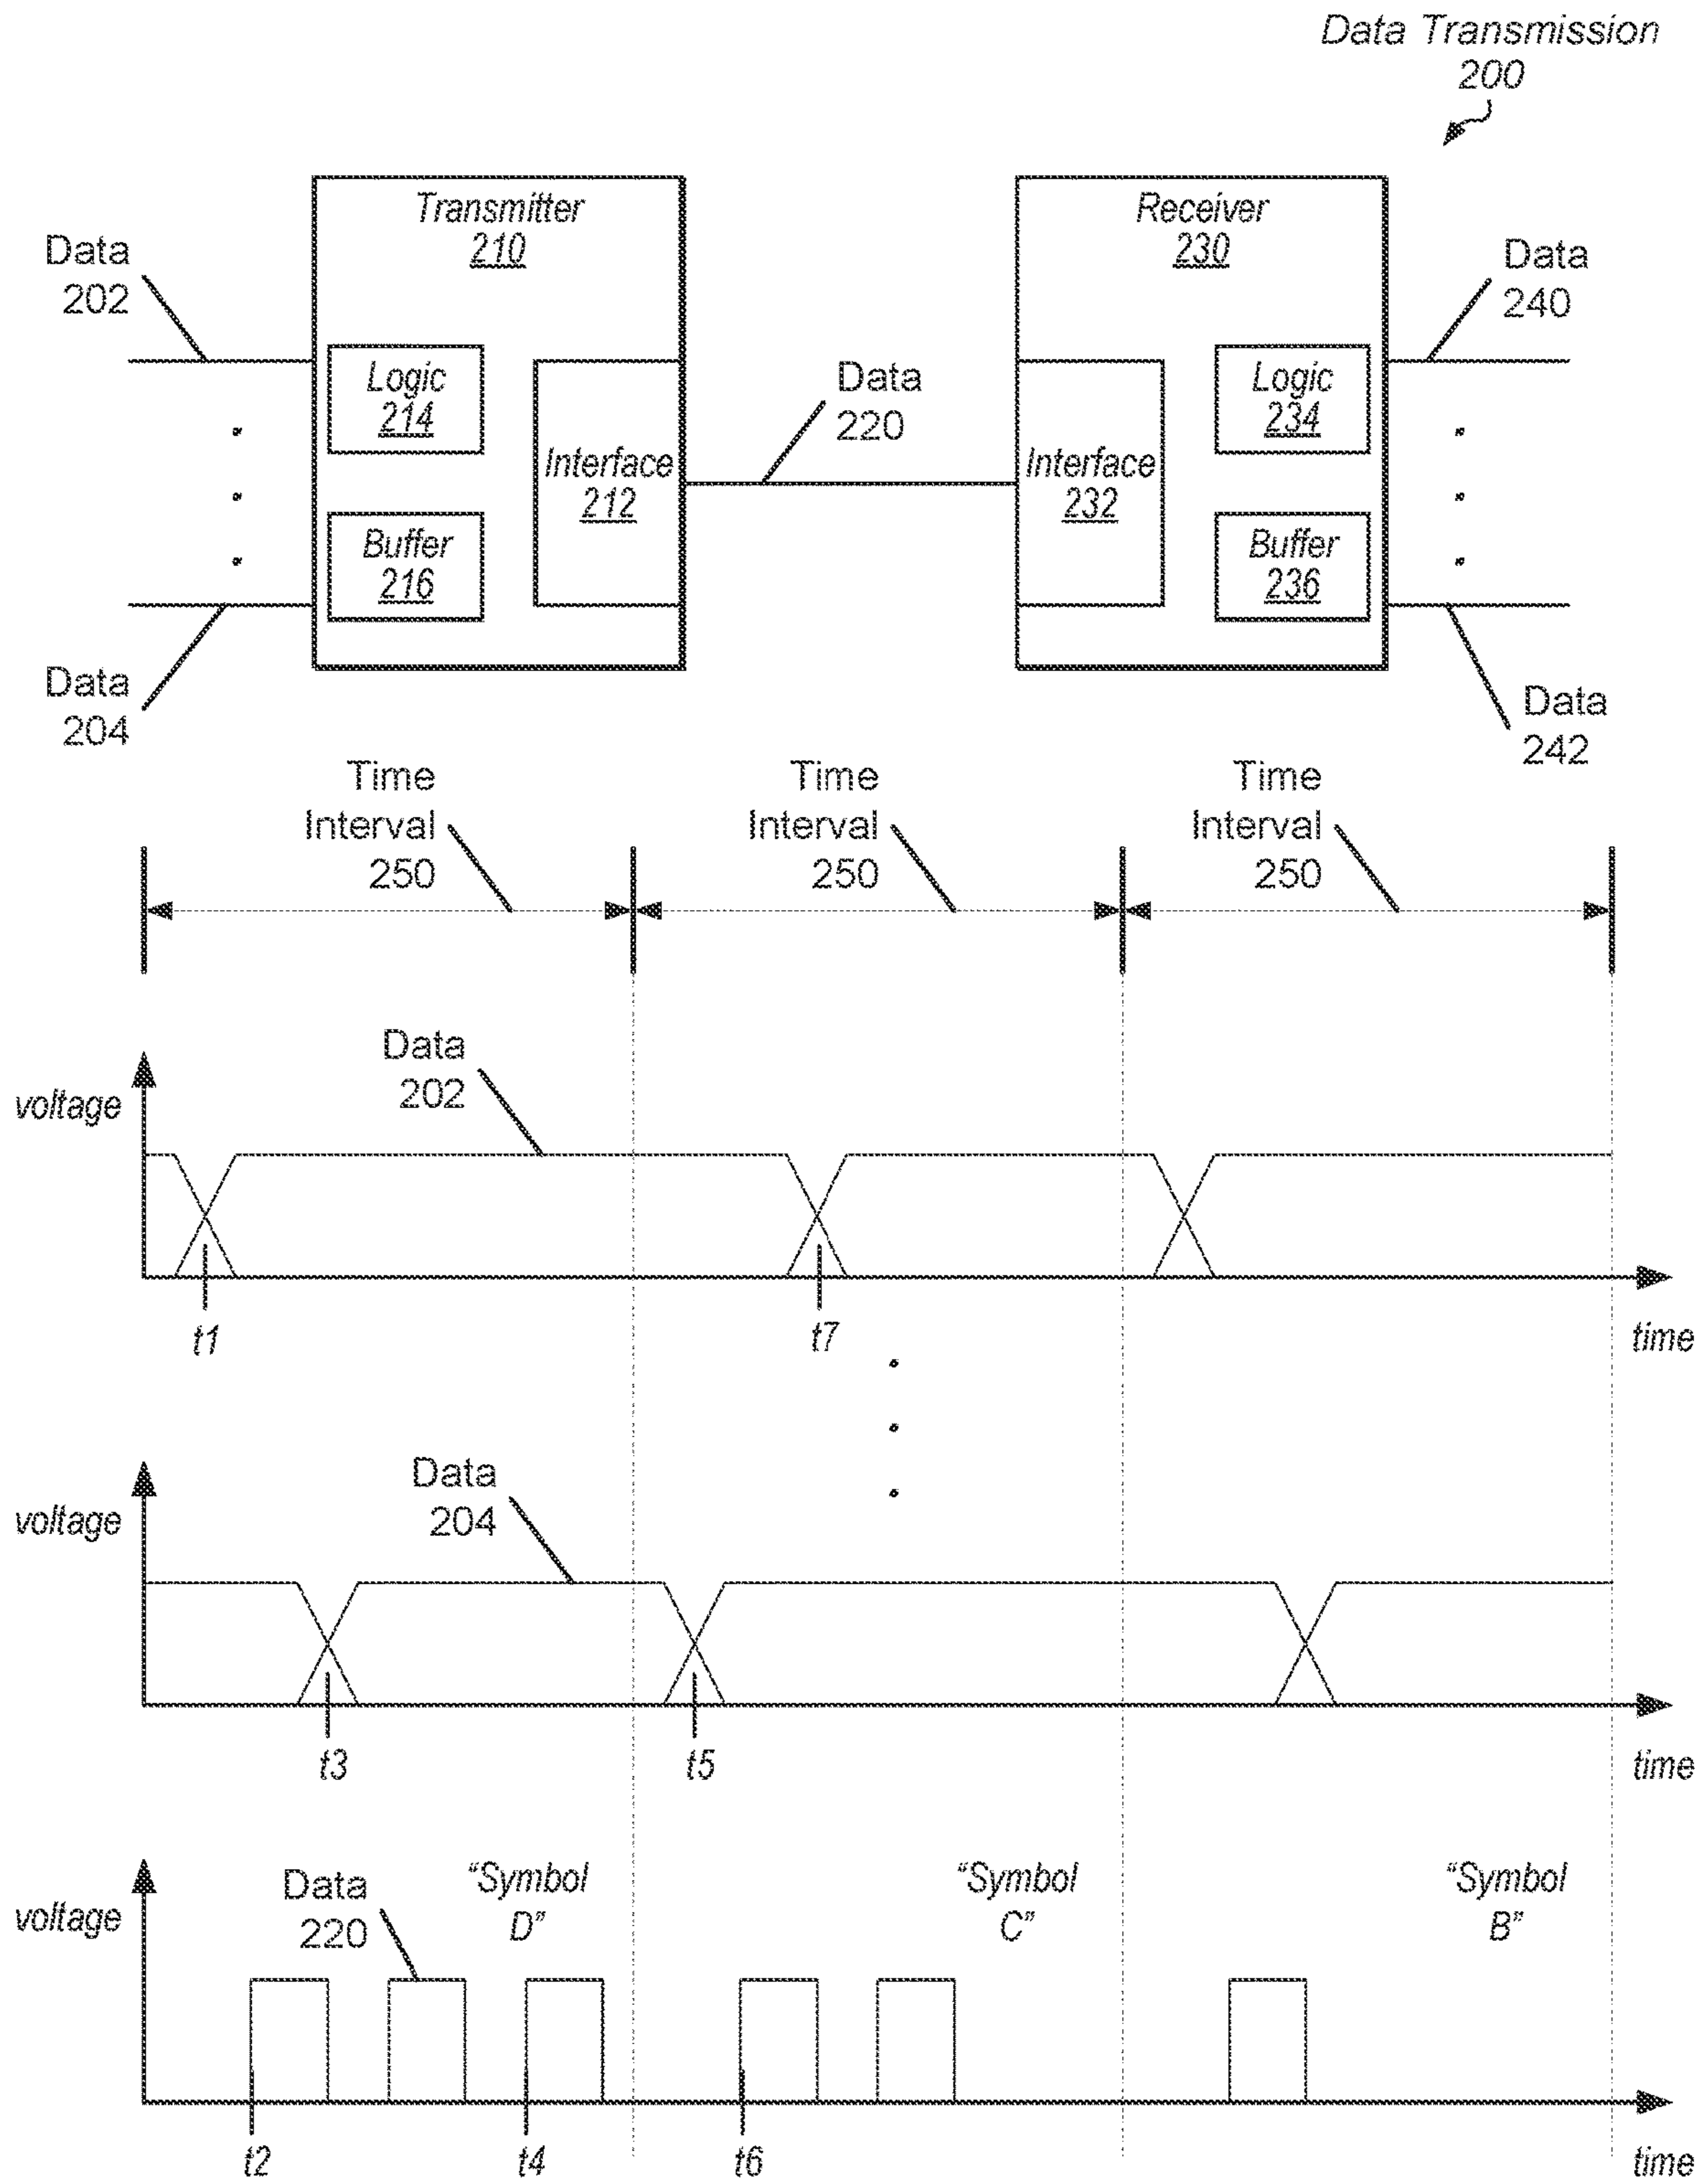 Data Transmission
200
Transmitter
210
Receiver
230
Data
202
Data
240
Logic
214
Data
220
Logic
234
Interface
212
Interface
232
Buffer
216
Buffer
236
Data
204
Data
242
Time
Interval
250
Time
Interval
250
Time
Interval
250
Data
202
voltage
t1
t7
time
Data
204
voltage
t3
t5
time
Data
220
"Symbol
D"
"Symbol
C"
"Symbol
B"
voltage
t2
t4
t6
time